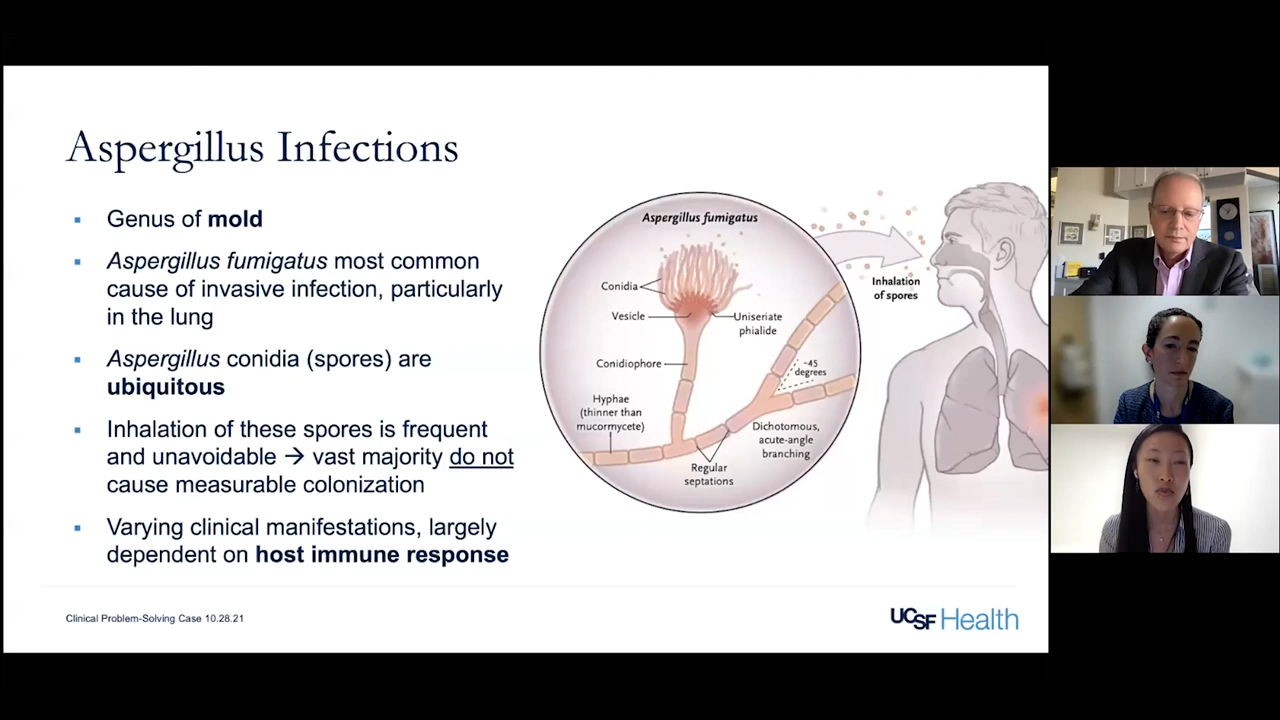 Aspergillus Infections
Genus of mold
Aspergillus fumigatus most common
cause of invasive infection, particularly
in the lung
Aspergillus conidia (spores) are
ubiquitous
Inhalation of these spores is frequent
and unavoidable → vast majority do not
cause measurable colonization
Varying clinical manifestations, largely
dependent on host immune response
Aspergillus fumigatus
Conidia
Vesicle
Uniseriate
phialide
Conidiophore
~45
degrees
Hyphae
(thinner than
mucormycete)
Dichotomous,
acute-angle
branching
Regular
septations
Inhalation
of spores
Clinical Problem-Solving Case 10.28.21
UCSF Health